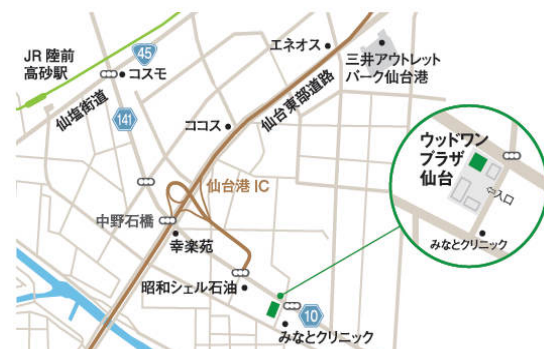 JR 陸前
高砂駅
45
コスモ
エネオス
三井アウトレット
パーク仙台港
仙塩街道
141
ココス
仙台東部道路
ウッドワン
プラザ
仙台
入口
みなとクリニック
仙台港 IC
中野石橋
幸楽苑
昭和シェル石油
10
みなとクリニック